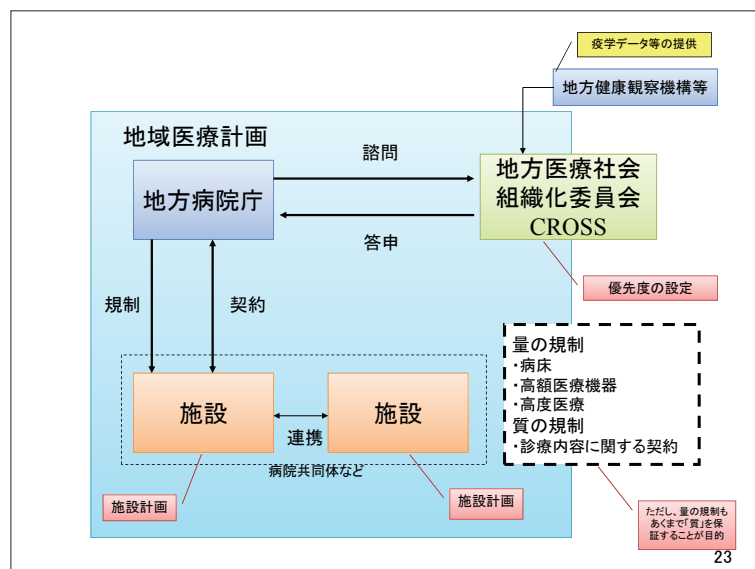 疫学データ等の提供
地方健康観察機構等
地域医療計画
諮問
地方病院庁
地方医療社会
組織化委員会
CROSS
答申
優先度の設定
規制
契約
量の規制
・病床
・高額医療機器
・高度医療
質の規制
・診療内容に関する契約
施設
連携
施設
病院共同体など
施設計画
施設計画
ただし、量の規制も
あくまで「質」を保
証することが目的
23